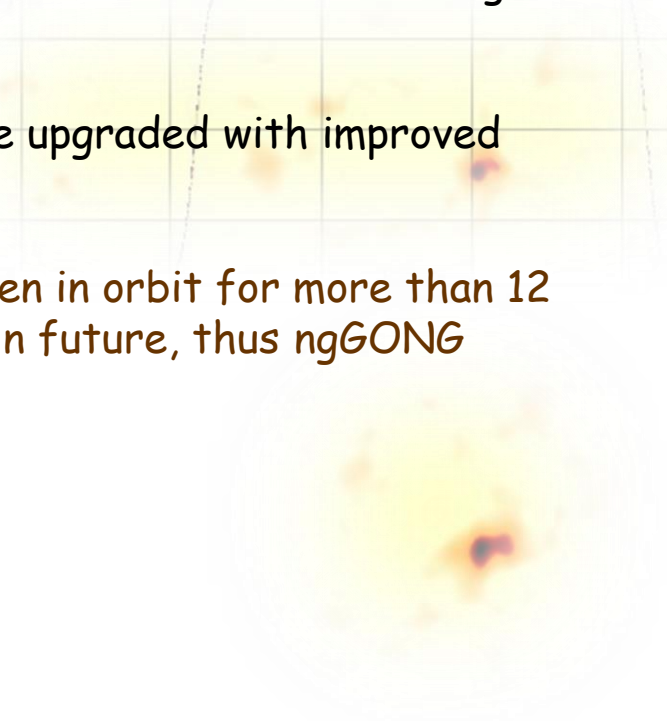 e upgraded with improved
en in orbit for more than 12
n future, thus ngGONG